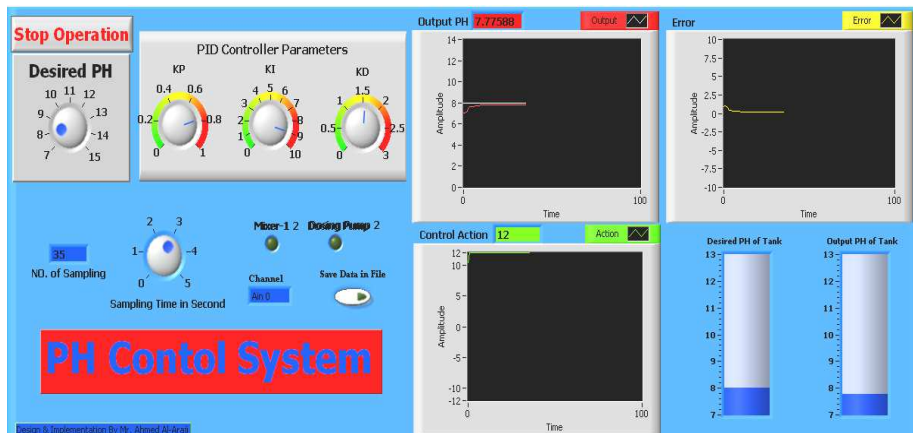 Stop Operation
Desired PH
7 8 9 10 11 12 13 14 15
PID Controller Parameters
KP
0 0.2 0.4 0.6 0.8 1
KI
0 1 2 3 4 5 6 7 8 9 10
KD
0 0.5 1 1.5 2 2.5 3
Output PH 7.77588 Output
Amplitude
14
12
10
8
6
4
2
0
0 100
Time
Error Error
Amplitude
10
7.5
5
2.5
0
-2.5
-5
-7.5
-10
0 100
Time
35
NO. of Sampling
0 1 2 3 4 5
Sampling Time in Second
Mixer-1 2
Dosing Pump 2
Channel
Ain 0
Save Data in File
Control Action 12 Action
Amplitude
12
10
5
0
-5
-10
-12
0 100
Time
Desired PH of Tank
13
12
11
10
9
8
7
Output PH of Tank
13
12
11
10
9
8
7
PH Contol System
Design & Implementation By Mr. Ahmed Al-Araji